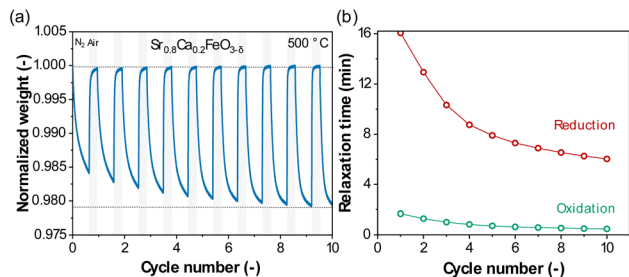 (a)
N₂ Air
Sr₀.₈Ca₀.₂FeO₃₋δ
500 °C
1.000
0.995
0.990
0.985
0.980
0.975
Normalized weight (-)
0 2 4 6 8 10
Cycle number (-)
(b)
16
12
8
4
0
Relaxation time (min)
Reduction
Oxidation
0 2 4 6 8 10
Cycle number (-)